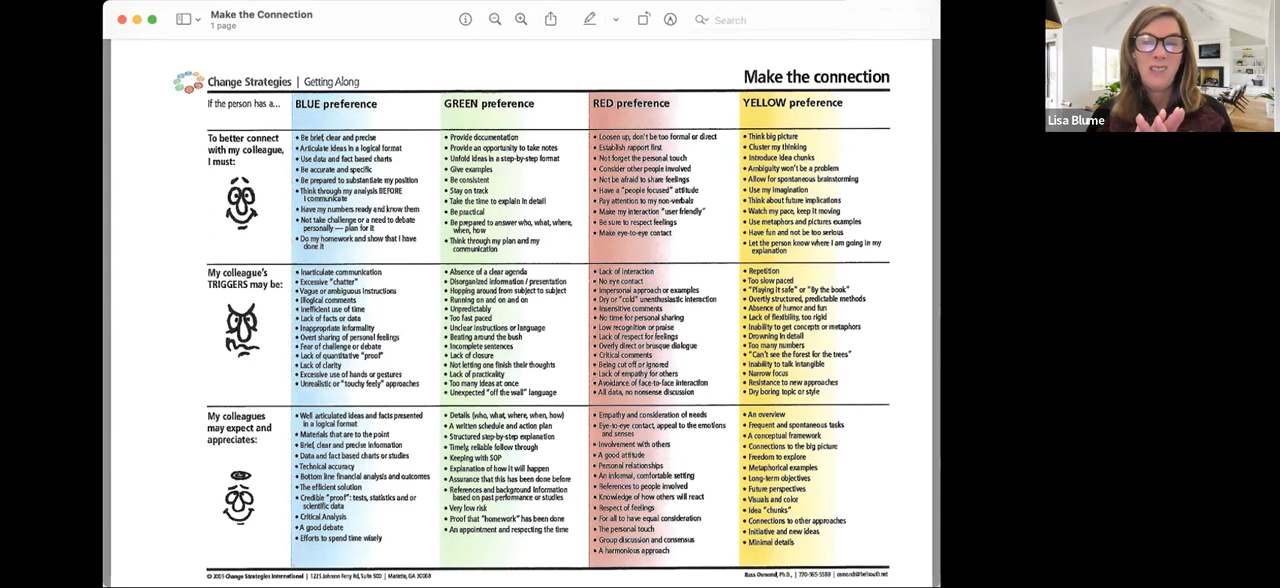 Make the Connection
1 page
Search
Lisa Blume
Change Strategies | Getting Along
Make the connection
If the person has a...
BLUE preference
GREEN preference
RED preference
YELLOW preference
To better connect
with my colleague,
I must:
• Be brief, clear and precise
• Articulate ideas in a logical format
• Use data and fact based charts
• Be accurate and specific
• Be prepared to substantiate my position
• Think through my analysis BEFORE
I communicate
• Have my numbers ready and know them
• Not take challenge or a need to debate
personally — plan for it
• Do my homework and show that I have
done it
• Provide documentation
• Provide an opportunity to take notes
• Unfold ideas in a step-by-step format
• Give examples
• Be consistent
• Stay on track
• Take the time to explain in detail
• Be practical
• Be prepared to answer who, what, where,
when, how
• Think through my plan and my
communication
• Loosen up, don't be too formal or direct
• Establish rapport first
• Not forget the personal touch
• Consider other people involved
• Not be afraid to share feelings
• Have a "people focused" attitude
• Pay attention to my non-verbals
• Make my interaction "user friendly"
• Be sure to respect feelings
• Make eye-to-eye contact
• Think big picture
• Cluster my thinking
• Introduce idea chunks
• Ambiguity won't be a problem
• Allow for spontaneous brainstorming
• Use my imagination
• Think about future implications
• Watch my pace, keep it moving
• Use metaphors and pictures examples
• Have fun and not be too serious
• Let the person know where I am going in my
explanation
My colleague's
TRIGGERS may be:
• Inarticulate communication
• Excessive "chatter"
• Vague or ambiguous instructions
• Illogical comments
• Inefficient use of time
• Lack of facts or data
• Inappropriate informality
• Overt sharing of personal feelings
• Fear of challenge or debate
• Lack of quantitative "proof"
• Lack of clarity
• Excessive use of hands or gestures
• Unrealistic or "touchy feely" approaches
• Absence of a clear agenda
• Disorganized information / presentation
• Hopping around from subject to subject
• Running on and on and on
• Unpredictably
• Too fast paced
• Unclear instructions or language
• Beating around the bush
• Incomplete sentences
• Lack of closure
• Not letting one finish their thoughts
• Lack of practicality
• Too many ideas at once
• Unexpected "off the wall" language
• Lack of interaction
• No eye contact
• Impersonal approach or examples
• Dry or "cold" unenthusiastic interaction
• Insensitive comments
• No time for personal sharing
• Low recognition or praise
• Lack of respect for feelings
• Overly direct or brusque dialogue
• Critical comments
• Being cut off or ignored
• Lack of empathy for others
• Avoidance of face-to-face interaction
• All data, no nonsense discussion
• Repetition
• Too slow paced
• "Playing it safe" or "By the book"
• Overtly structured, predictable methods
• Absence of humor and fun
• Lack of flexibility, too rigid
• Inability to get concepts or metaphors
• Drowning in detail
• Too many numbers
• "Can't see the forest for the trees"
• Inability to talk intangible
• Narrow focus
• Resistance to new approaches
• Dry boring topic or style
My colleagues
may expect and
appreciates:
• Well articulated ideas and facts presented
in a logical format
• Materials that are to the point
• Brief, clear and precise information
• Data and fact based charts or studies
• Technical accuracy
• Bottom line financial analysis and outcomes
• The efficient solution
• Credible "proof": tests, statistics and or
scientific data
• Critical Analysis
• A good debate
• Efforts to spend time wisely
• Details (who, what, where, when, how)
• A written schedule and action plan
• Structured step-by-step explanation
• Timely, reliable follow through
• Keeping with SOP
• Explanation of how it will happen
• Assurance that this has been done before
• References and background information
based on past performance or studies
• Very low risk
• Proof that "homework" has been done
• An appointment and respecting the time
• Empathy and consideration of needs
• Eye-to-eye contact, appeal to the emotions
and senses
• Involvement with others
• A good attitude
• Personal relationships
• An informal, comfortable setting
• References to people involved
• Knowledge of how others will react
• Respect of feelings
• For all to have equal consideration
• The personal touch
• Group discussion and consensus
• A harmonious approach
• An overview
• Frequent and spontaneous tasks
• A conceptual framework
• Connections to the big picture
• Freedom to explore
• Metaphorical examples
• Long-term objectives
• Future perspectives
• Visuals and color
• Idea "chunks"
• Connections to other approaches
• Initiative and new ideas
• Minimal details
Change Strategies International | 1225 Johnson Ferry Rd, Suite 500 | Marietta, GA 30068
Russ Osmond, Ph.D.,